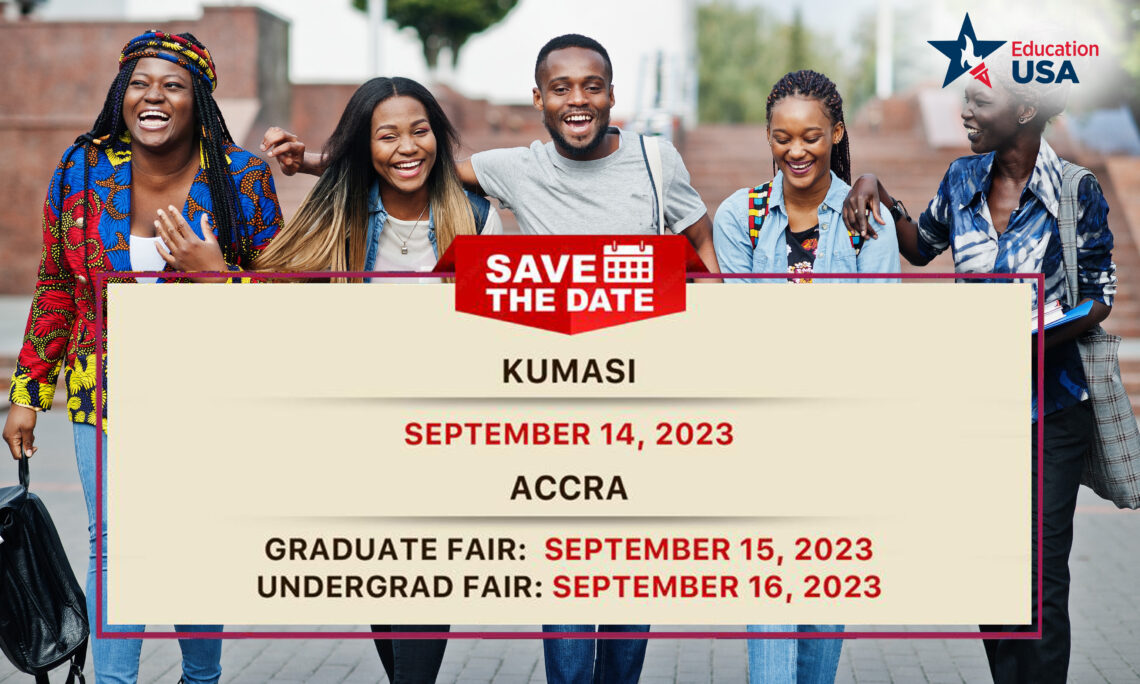 Education
USA
SAVE
THE DATE
KUMASI
SEPTEMBER 14, 2023
ACCRA
GRADUATE FAIR: SEPTEMBER 15, 2023
UNDERGRAD FAIR: SEPTEMBER 16, 2023